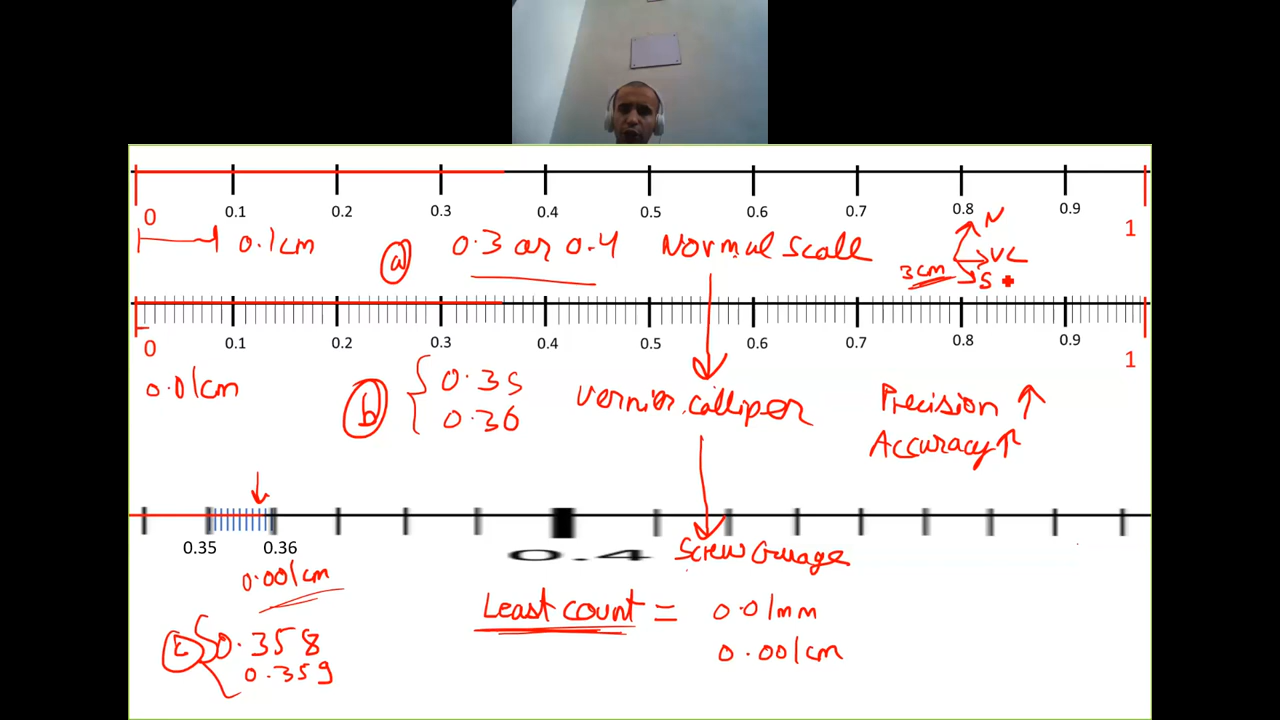 0 0.1 0.2 0.3 0.4 0.5 0.6 0.7 0.8 0.9 1
0.1cm
a 0.3 or 0.4 Normal Scall
N
VC
S
3cm
0 0.1 0.2 0.3 0.4 0.5 0.6 0.7 0.8 0.9 1
0.01cm
b 0.35
0.36
vernier calliper
Precision ↑
Accuracy ↑
0.35 0.36 0.4
Screw Guage
0.001cm
Least count = 0.01mm
0.001cm
c 0.358
0.359